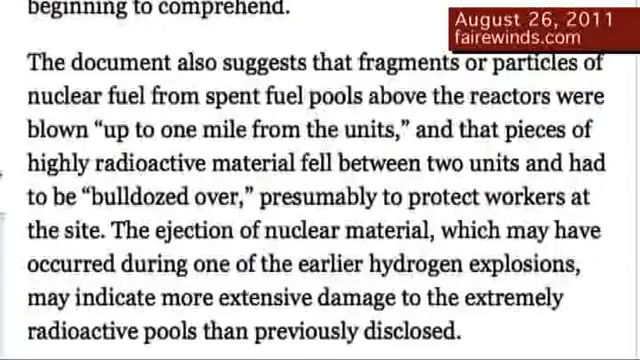 beginning to comprehend.
August 26, 2011
fairewinds.com
The document also suggests that fragments or particles of
nuclear fuel from spent fuel pools above the reactors were
blown “up to one mile from the units,” and that pieces of
highly radioactive material fell between two units and had
to be “bulldozed over,” presumably to protect workers at
the site. The ejection of nuclear material, which may have
occurred during one of the earlier hydrogen explosions,
may indicate more extensive damage to the extremely
radioactive pools than previously disclosed.